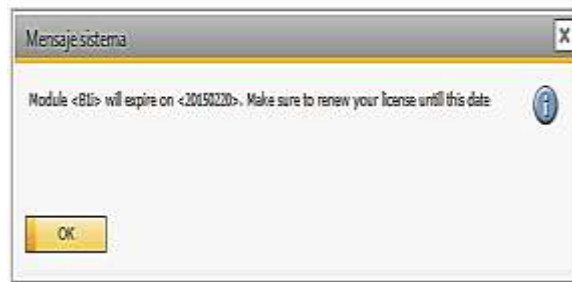 Mensaje sistema
X
Module <B1i> will expire on <20150220>. Make sure to renew your license untill this date
OK